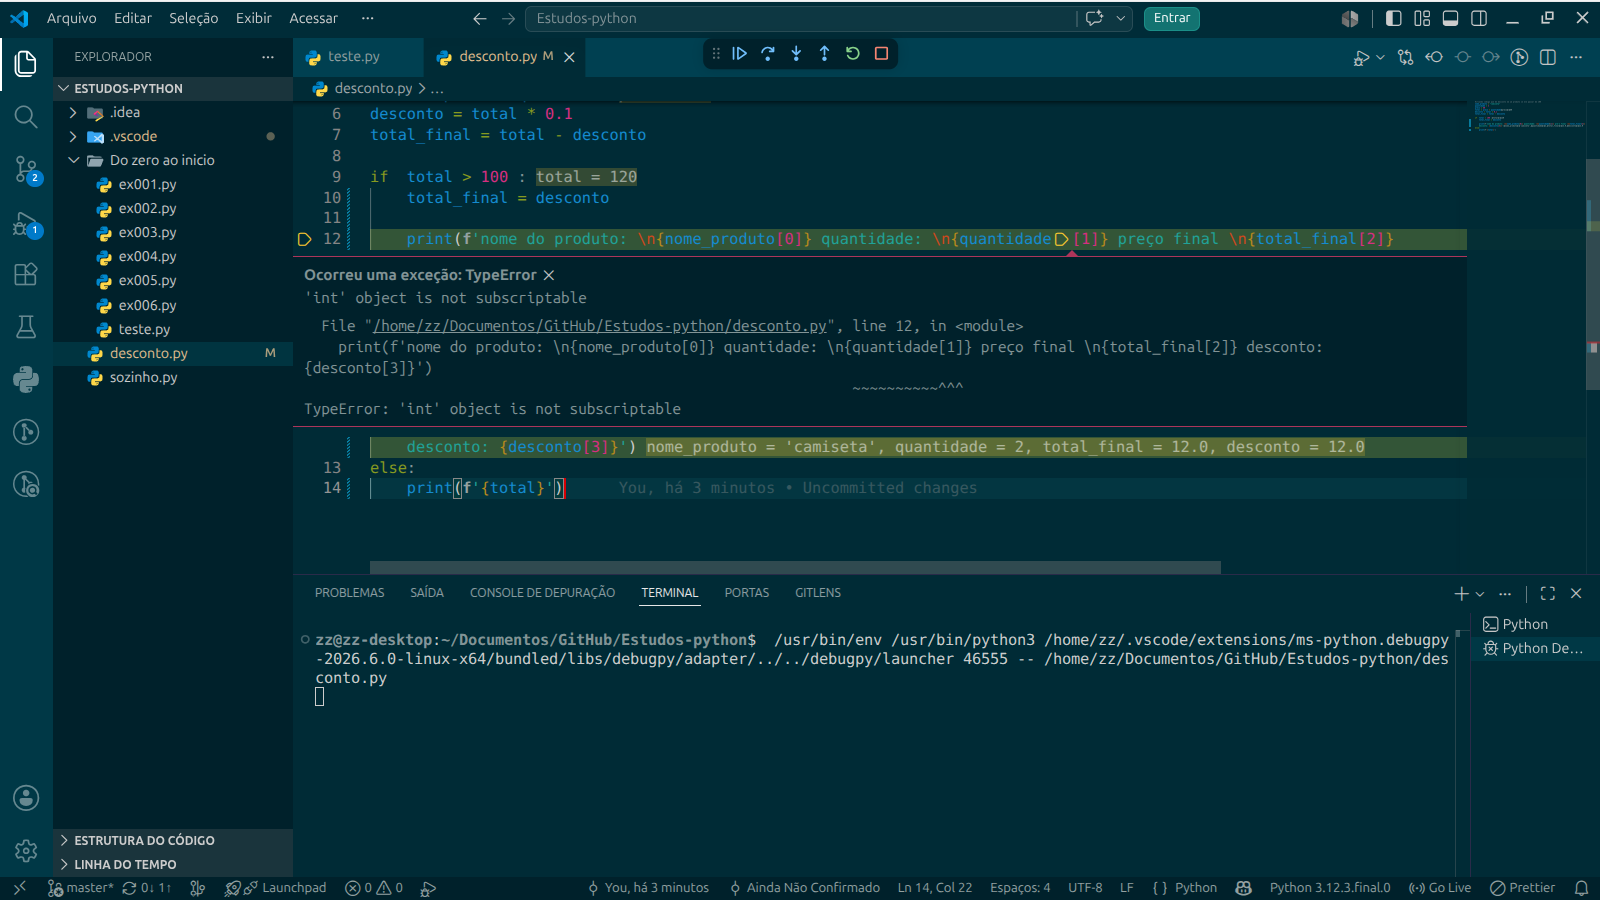 Arquivo Editar Seleção Exibir Acessar ···
Estudos-python
Entrar
EXPLORADOR ···
ESTUDOS-PYTHON
.idea
.vscode
Do zero ao inicio
ex001.py
ex002.py
ex003.py
ex004.py
ex005.py
ex006.py
teste.py
desconto.py M
sozinho.py
ESTRUTURA DO CÓDIGO
LINHA DO TEMPO
2
1
teste.py
desconto.py M
desconto.py > ...
6 desconto = total * 0.1
7 total_final = total - desconto
8
9 if  total > 100 : total = 120
10 total_final = desconto
11
12 print(f'nome do produto: \n{nome_produto[0]} quantidade: \n{quantidade[1]} preço final \n{total_final[2]}
Ocorreu uma exceção: TypeError
'int' object is not subscriptable
File "/home/zz/Documentos/GitHub/Estudos-python/desconto.py", line 12, in <module>
print(f'nome do produto: \n{nome_produto[0]} quantidade: \n{quantidade[1]} preço final \n{total_final[2]} desconto:
{desconto[3]}')
~~~~~~~~~~^^^
TypeError: 'int' object is not subscriptable
desconto: {desconto[3]}') nome_produto = 'camiseta', quantidade = 2, total_final = 12.0, desconto = 12.0
13 else:
14 print(f'{total}') You, há 3 minutos • Uncommitted changes
PROBLEMAS SAÍDA CONSOLE DE DEPURAÇÃO TERMINAL PORTAS GITLENS
zz@zz-desktop:~/Documentos/GitHub/Estudos-python$  /usr/bin/env /usr/bin/python3 /home/zz/.vscode/extensions/ms-python.debugpy
-2026.6.0-linux-x64/bundled/libs/debugpy/adapter/../../debugpy/launcher 46555 -- /home/zz/Documentos/GitHub/Estudos-python/des
conto.py
Python
Python De...
master* 0↓ 1↑ Launchpad 0 0 You, há 3 minutos Ainda Não Confirmado Ln 14, Col 22 Espaços: 4 UTF-8 LF { } Python Python 3.12.3.final.0 Go Live Prettier